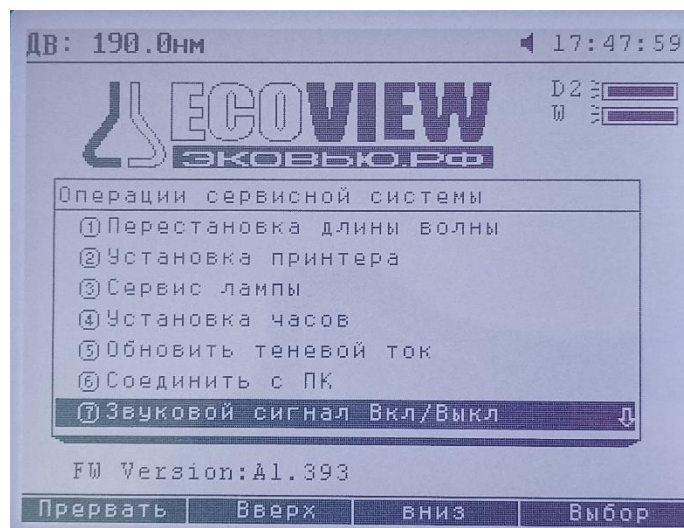 ДВ: 190.0нм 17:47:59
ECOVIEW
ЭКОВЬЮ.РФ
D2
W
Операции сервисной системы
①Перестановка длины волны
②Установка принтера
③Сервис лампы
④Установка часов
⑤Обновить теневой ток
⑥Соединить с ПК
⑦Звуковой сигнал Вкл/Выкл
FW Version:A1.393
Прервать Вверх вниз Выбор